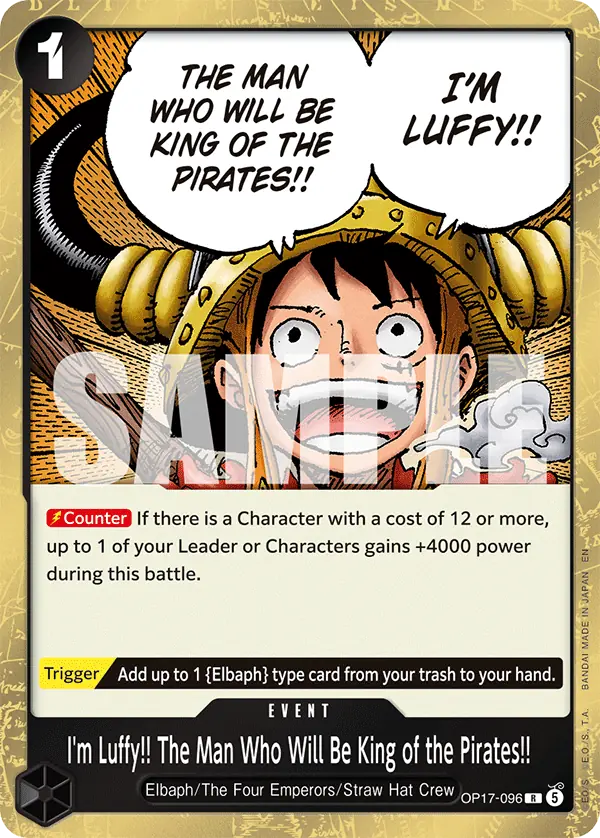 1
THE MAN
WHO WILL BE
KING OF THE
PIRATES!!
I'M
LUFFY!!
SAMPLE
Counter If there is a Character with a cost of 12 or more,
up to 1 of your Leader or Characters gains +4000 power
during this battle.
Trigger Add up to 1 {Elbaph} type card from your trash to your hand.
EVENT
I'm Luffy!! The Man Who Will Be King of the Pirates!!
Elbaph/The Four Emperors/Straw Hat Crew
OP17-096 R 5
BANDAI MADE IN JAPAN EN